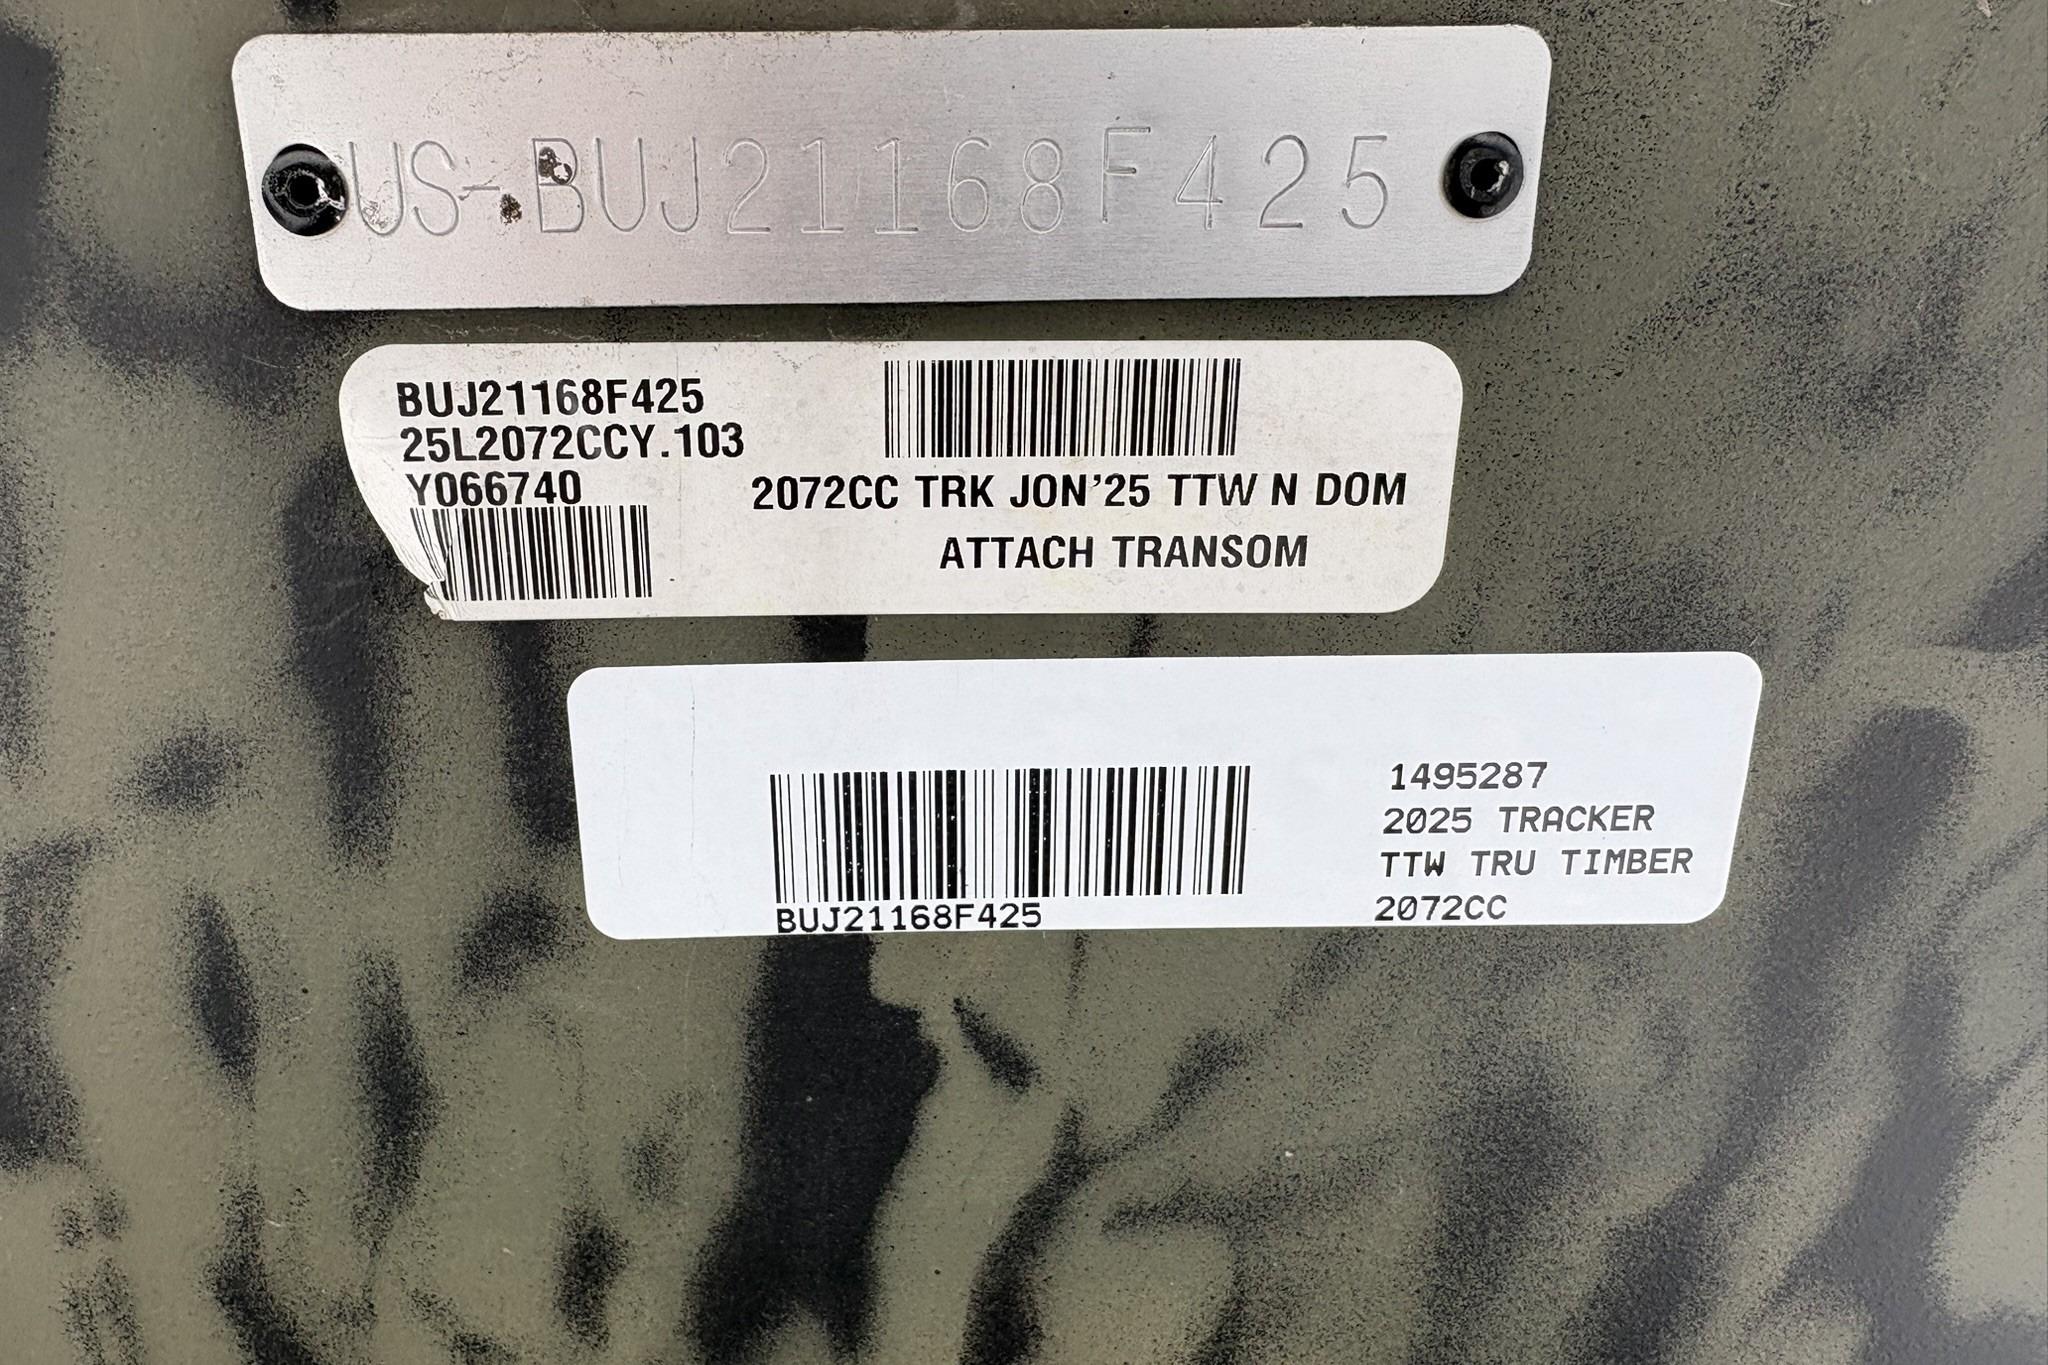 US-BUJ21168F425
BUJ21168F425
25L2072CCY.103
Y066740
2072CC TRK JON'25 TTW N DOM
ATTACH TRANSOM
1495287
2025 TRACKER
TTW TRU TIMBER
2072CC
BUJ21168F425